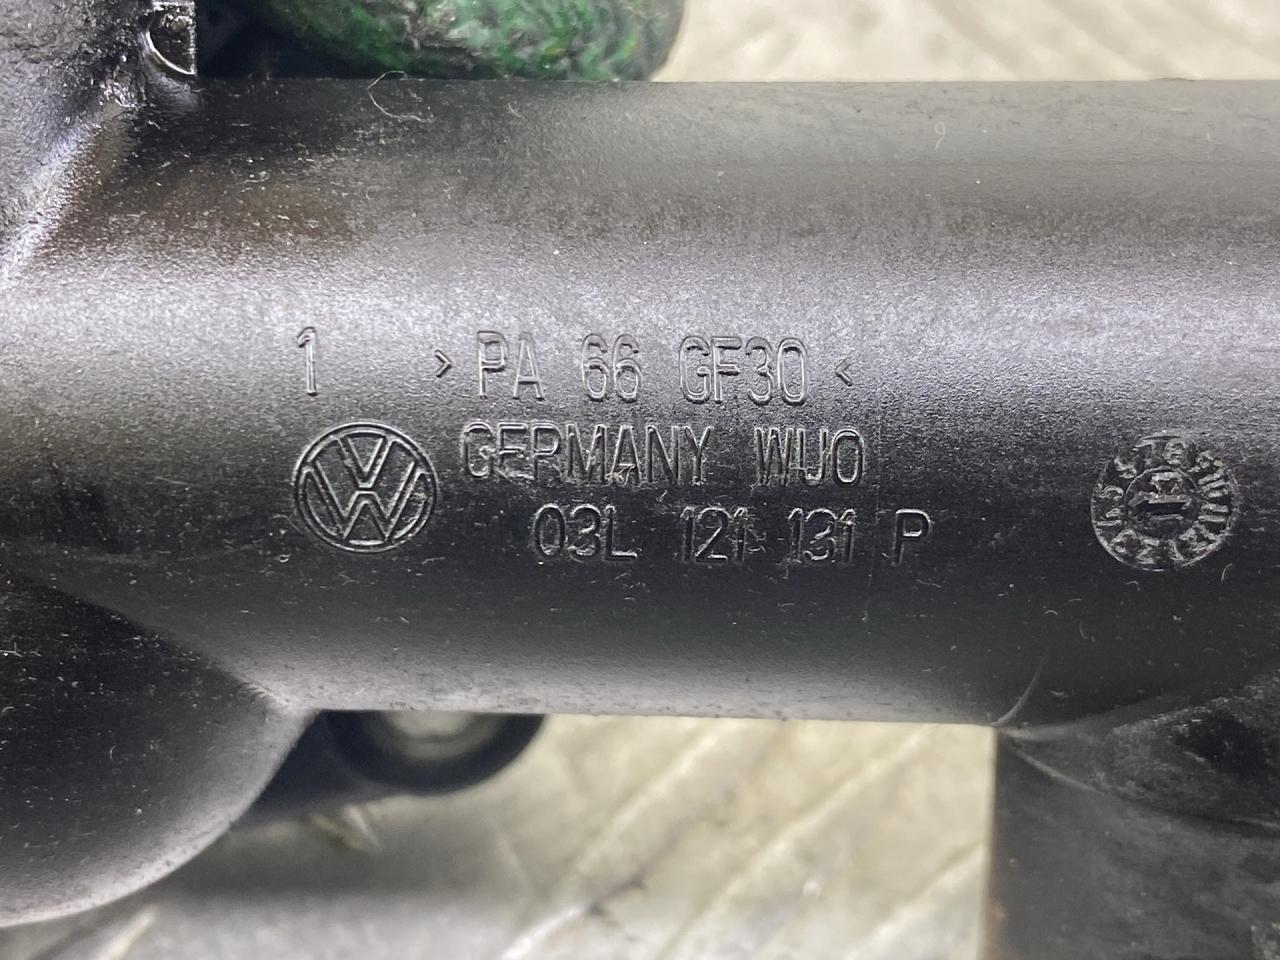 1 >PA 66 GF30<
GERMANY WUO
03L 121 131 P